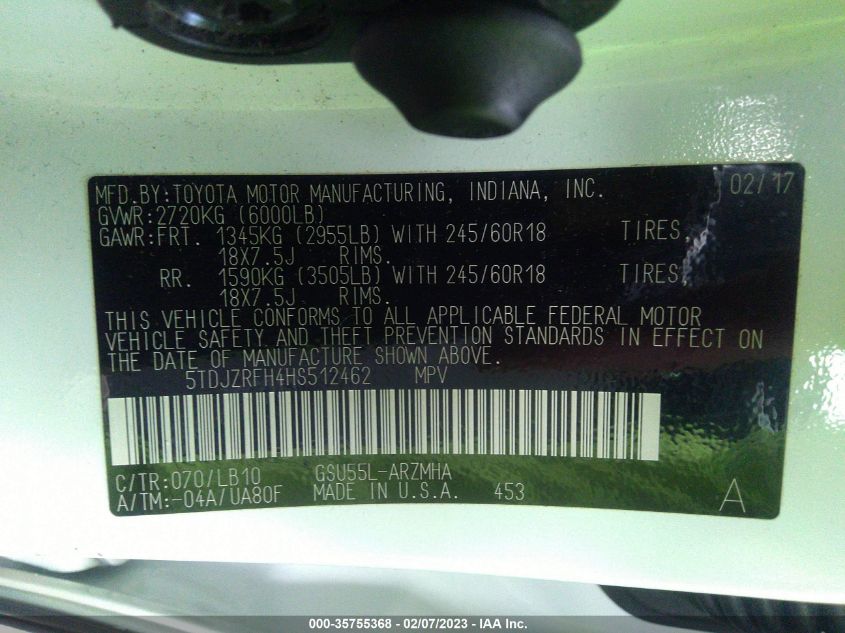 MFD.BY:TOYOTA MOTOR MANUFACTURING, INDIANA, INC. 02/17
GVWR:2720KG (6000LB)
GAWR:FRT. 1345KG (2955LB) WITH 245/60R18 TIRES,
18X7.5J RIMS.
RR. 1590KG (3505LB) WITH 245/60R18 TIRES,
18X7.5J RIMS.
THIS VEHICLE CONFORMS TO ALL APPLICABLE FEDERAL MOTOR
VEHICLE SAFETY AND THEFT PREVENTION STANDARDS IN EFFECT ON
THE DATE OF MANUFACTURE SHOWN ABOVE.
5TDJZRFH4HS512462 MPV
C/TR:070/LB10 GSU55L-ARZMHA
A/TM:-04A/UA80F MADE IN U.S.A. 453 A
000-35755368 - 02/07/2023 - IAA Inc.